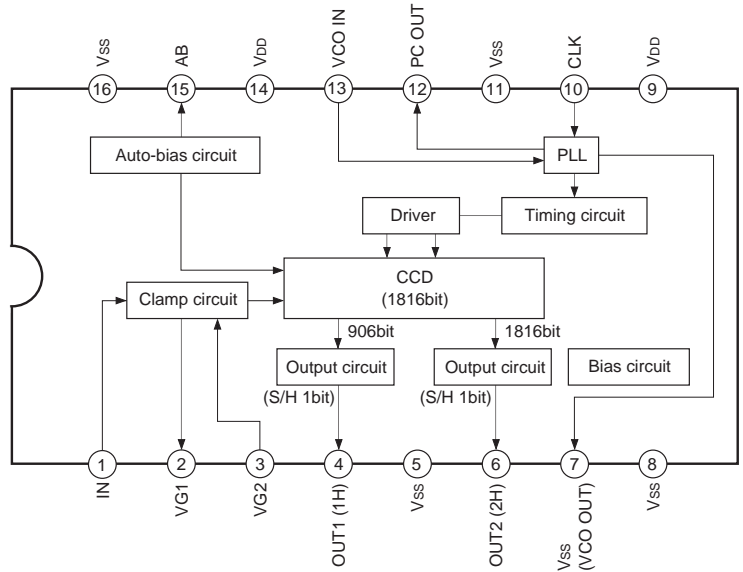 Vss
AB
VDD
VCO IN
PC OUT
Vss
CLK
VDD
16
15
14
13
12
11
10
9
Auto-bias circuit
PLL
Driver
Timing circuit
CCD
(1816bit)
Clamp circuit
906bit
1816bit
Output circuit
(S/H 1bit)
Output circuit
(S/H 1bit)
Bias circuit
1
2
3
4
5
6
7
8
IN
VG1
VG2
OUT1 (1H)
Vss
OUT2 (2H)
Vss
(VCO OUT)
Vss